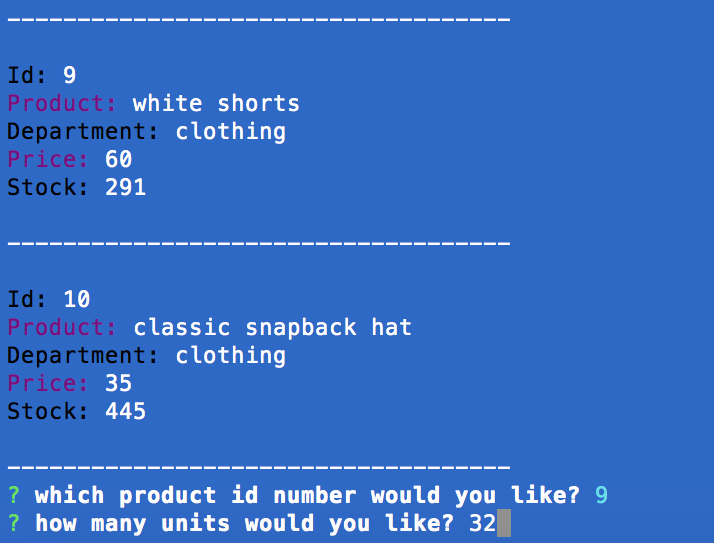 ------------------------------------
Id: 9
Product: white shorts
Department: clothing
Price: 60
Stock: 291
------------------------------------
Id: 10
Product: classic snapback hat
Department: clothing
Price: 35
Stock: 445
------------------------------------
? which product id number would you like? 9
? how many units would you like? 32